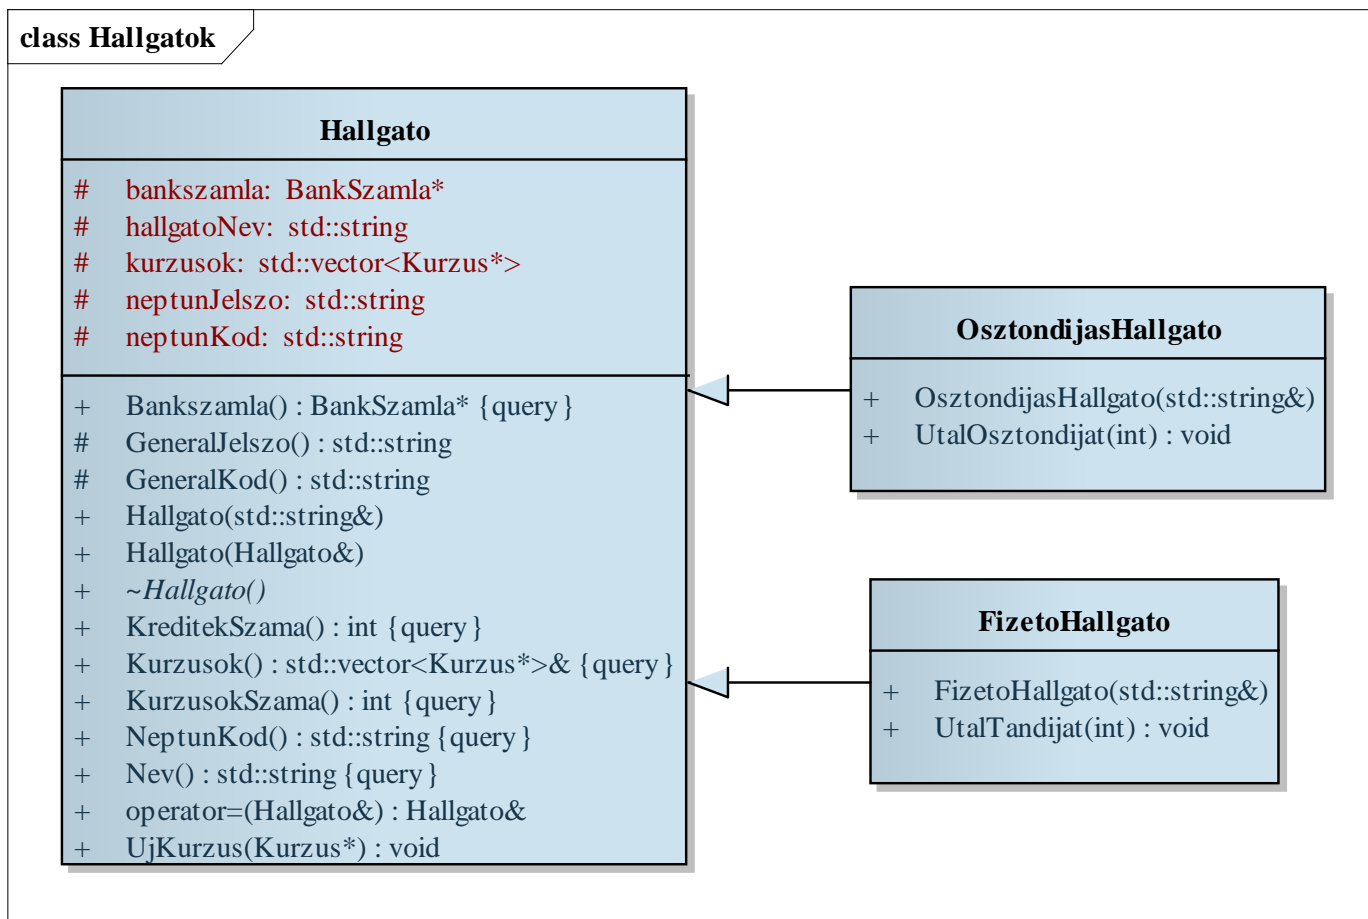 class Hallgatok
Hallgato
# bankszamla: BankSzamla*
# hallgatoNev: std::string
# kurzusok: std::vector<Kurzus*>
# neptunJelszo: std::string
# neptunKod: std::string
+ Bankszamla() : BankSzamla* {query}
# GeneralJelszo() : std::string
# GeneralKod() : std::string
+ Hallgato(std::string&)
+ Hallgato(Hallgato&)
+ ~Hallgato()
+ KreditekSzama() : int {query}
+ Kurzusok() : std::vector<Kurzus*>& {query}
+ KurzusokSzama() : int {query}
+ NeptunKod() : std::string {query}
+ Nev() : std::string {query}
+ operator=(Hallgato&) : Hallgato&
+ UjKurzus(Kurzus*) : void
OsztondijasHallgato
+ OsztondijasHallgato(std::string&)
+ UtalOsztondijat(int) : void
FizetoHallgato
+ FizetoHallgato(std::string&)
+ UtalTandijat(int) : void